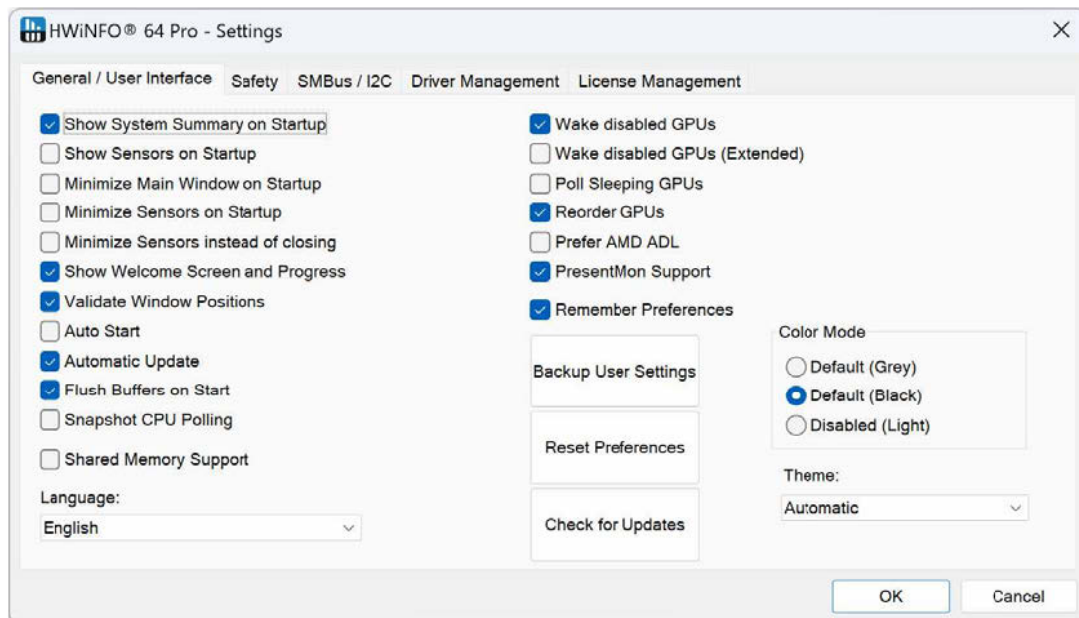 HWiNFO® 64 Pro - Settings
General / User Interface
Safety
SMBus / I2C
Driver Management
License Management
Show System Summary on Startup
Show Sensors on Startup
Minimize Main Window on Startup
Minimize Sensors on Startup
Minimize Sensors instead of closing
Show Welcome Screen and Progress
Validate Window Positions
Auto Start
Automatic Update
Flush Buffers on Start
Snapshot CPU Polling
Shared Memory Support
Language:
English
Wake disabled GPUs
Wake disabled GPUs (Extended)
Poll Sleeping GPUs
Reorder GPUs
Prefer AMD ADL
PresentMon Support
Remember Preferences
Backup User Settings
Reset Preferences
Check for Updates
Color Mode
Default (Grey)
Default (Black)
Disabled (Light)
Theme:
Automatic
OK
Cancel